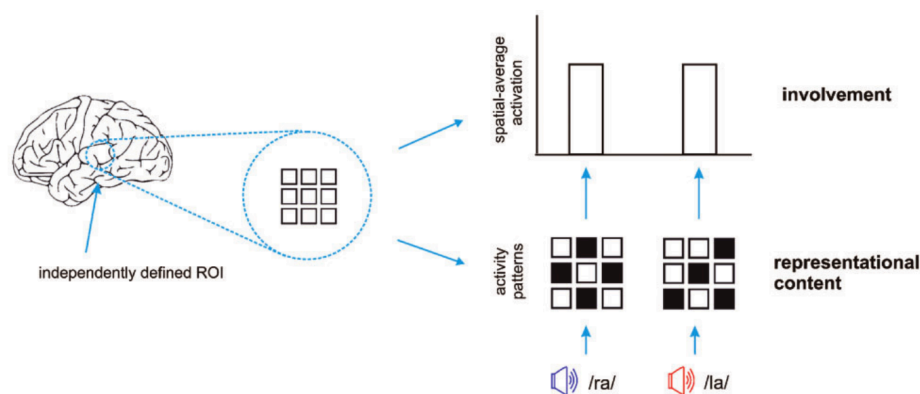 spatial-average
activation
involvement
independently defined ROI
activity
patterns
representational
content
/ra/
/la/